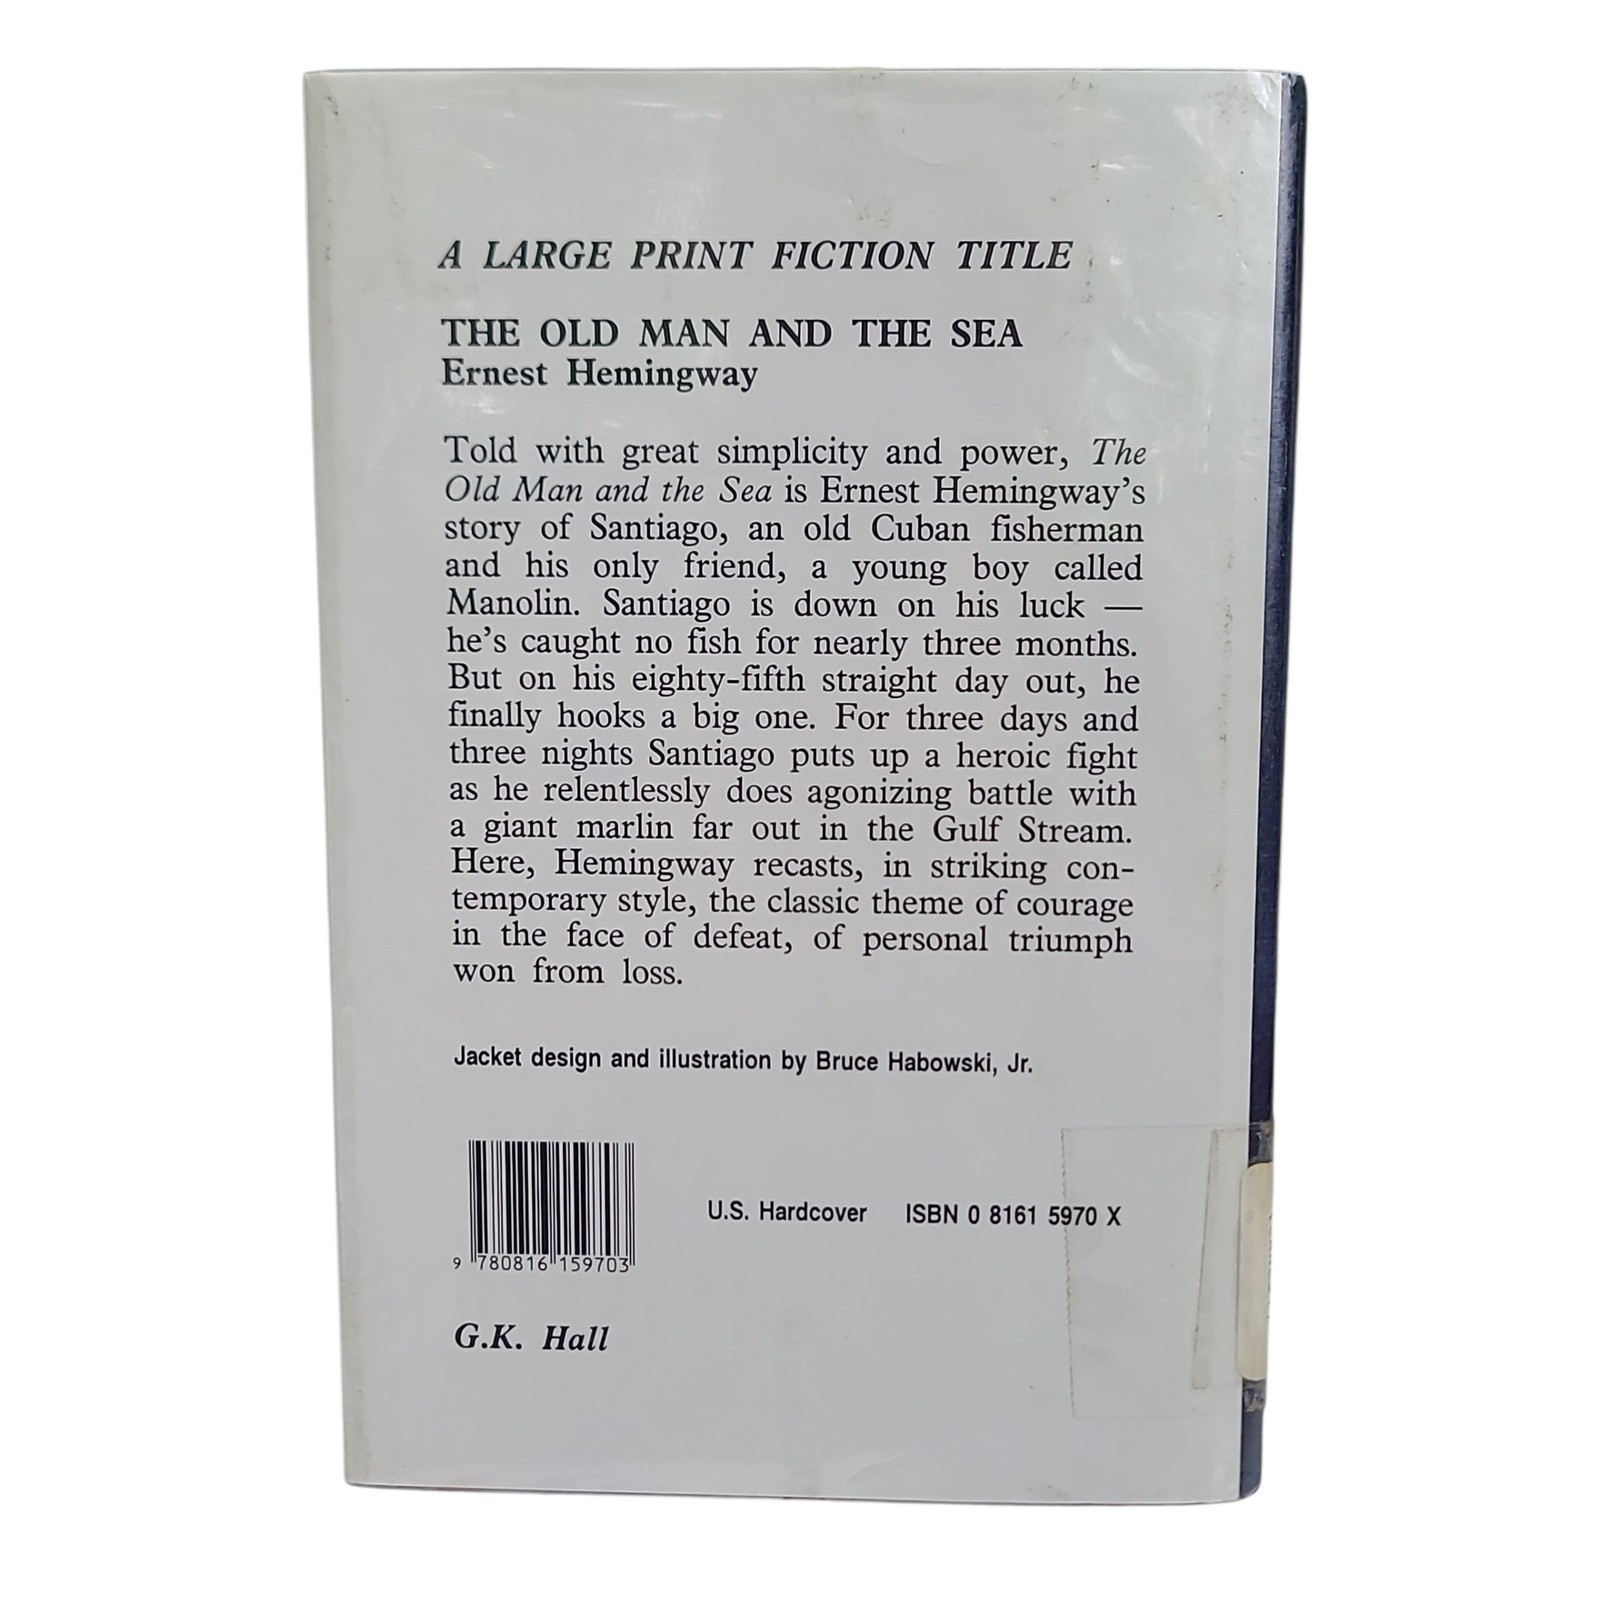 A LARGE PRINT FICTION TITLE
THE OLD MAN AND THE SEA
Ernest Hemingway
Told with great simplicity and power, The
Old Man and the Sea is Ernest Hemingway's
story of Santiago, an old Cuban fisherman
and his only friend, a young boy called
Manolin. Santiago is down on his luck —
he's caught no fish for nearly three months.
But on his eighty-fifth straight day out, he
finally hooks a big one. For three days and
three nights Santiago puts up a heroic fight
as he relentlessly does agonizing battle with
a giant marlin far out in the Gulf Stream.
Here, Hemingway recasts, in striking con-
temporary style, the classic theme of courage
in the face of defeat, of personal triumph
won from loss.
Jacket design and illustration by Bruce Habowski, Jr.
U.S. Hardcover ISBN 0 8161 5970 X
9 780816 159703
G.K. Hall